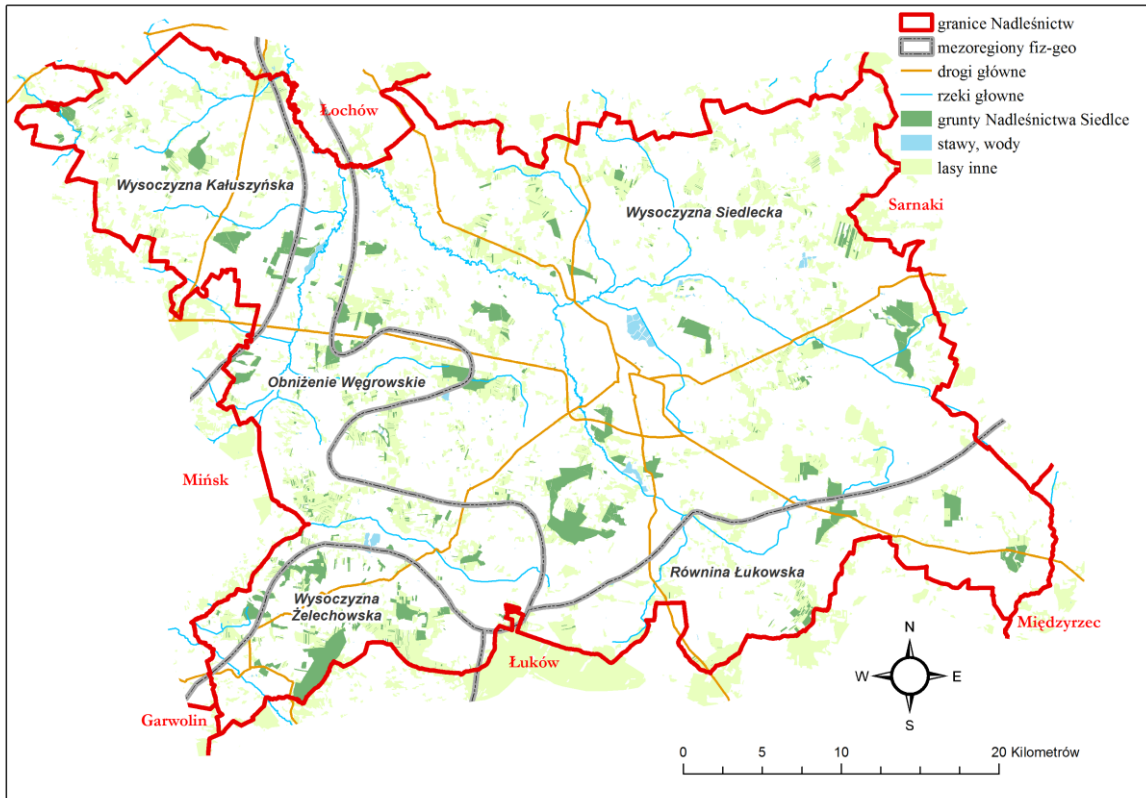 granice Nadleśnictw
mezoregiony fiz-geo
drogi główne
rzeki głowne
grunty Nadleśnictwa Siedlce
stawy, wody
lasy inne
Łochów
Wysoczyzna Kałuszyńska
Wysoczyzna Siedlecka
Sarnaki
Obniżenie Węgrowskie
Mińsk
Wysoczyzna
Żelechowska
Równina Łukowska
Międzyrzec
Łuków
Garwolin
N
W
E
S
0 5 10 20 Kilometrów